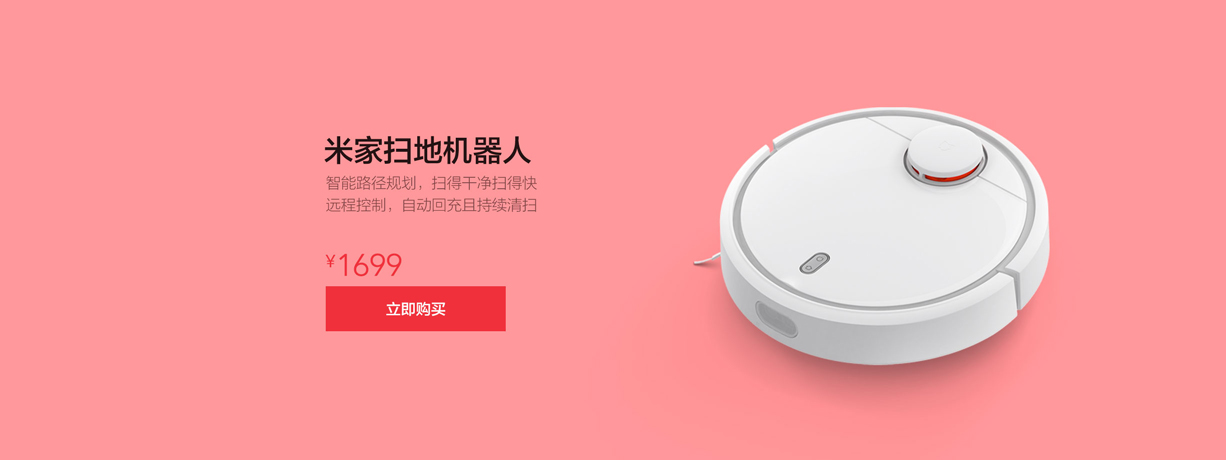 米家扫地机器人
智能路径规划，扫得干净扫得快
远程控制，自动回充且持续清扫
¥1699
立即购买